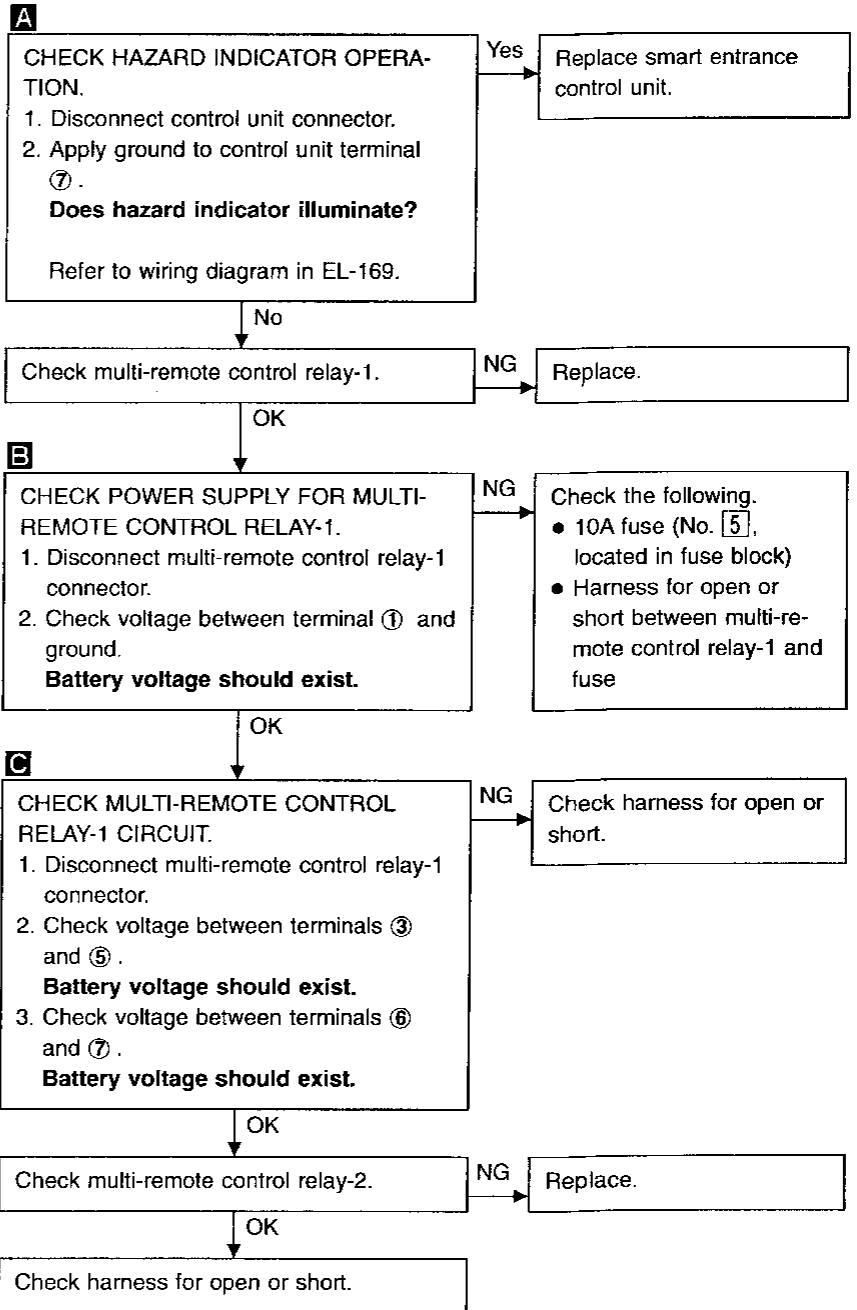 A
CHECK HAZARD INDICATOR OPERA-
TION.
1. Disconnect control unit connector.
2. Apply ground to control unit terminal
⑦ .
Does hazard indicator illuminate?
Refer to wiring diagram in EL-169.
Yes
Replace smart entrance
control unit.
No
Check multi-remote control relay-1.
NG
Replace.
OK
B
CHECK POWER SUPPLY FOR MULTI-
REMOTE CONTROL RELAY-1.
1. Disconnect multi-remote control relay-1
connector.
2. Check voltage between terminal ① and
ground.
Battery voltage should exist.
NG
Check the following.
● 10A fuse (No. 5,
located in fuse block)
● Harness for open or
short between multi-re-
mote control relay-1 and
fuse
OK
C
CHECK MULTI-REMOTE CONTROL
RELAY-1 CIRCUIT.
1. Disconnect multi-remote control relay-1
connector.
2. Check voltage between terminals ③
and ⑤ .
Battery voltage should exist.
3. Check voltage between terminals ⑥
and ⑦ .
Battery voltage should exist.
NG
Check harness for open or
short.
OK
Check multi-remote control relay-2.
NG
Replace.
OK
Check harness for open or short.